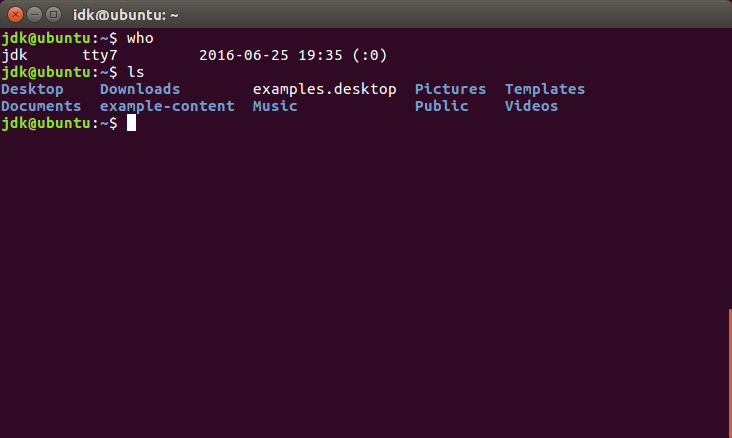 idk@ubuntu: ~
jdk@ubuntu:~$ who
jdk      tty7         2016-06-25 19:35 (:0)
jdk@ubuntu:~$ ls
Desktop    Downloads        examples.desktop  Pictures  Templates
Documents  example-content  Music             Public    Videos
jdk@ubuntu:~$